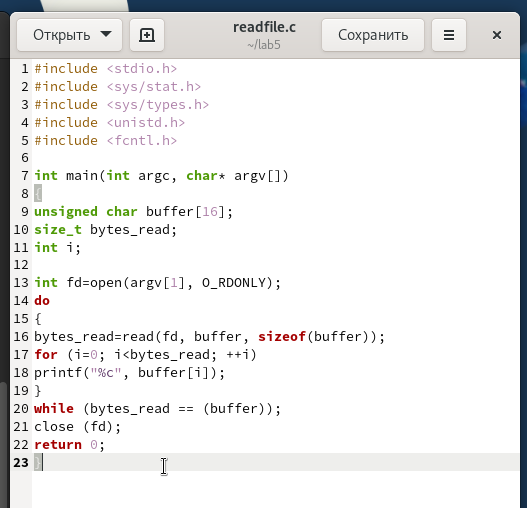 Открыть
readfile.c
~/lab5
Сохранить
1 #include <stdio.h>
2 #include <sys/stat.h>
3 #include <sys/types.h>
4 #include <unistd.h>
5 #include <fcntl.h>
6
7 int main(int argc, char* argv[])
8 {
9 unsigned char buffer[16];
10 size_t bytes_read;
11 int i;
12
13 int fd=open(argv[1], O_RDONLY);
14 do
15 {
16 bytes_read=read(fd, buffer, sizeof(buffer));
17 for (i=0; i<bytes_read; ++i)
18 printf("%c", buffer[i]);
19 }
20 while (bytes_read == (buffer));
21 close (fd);
22 return 0;
23 }